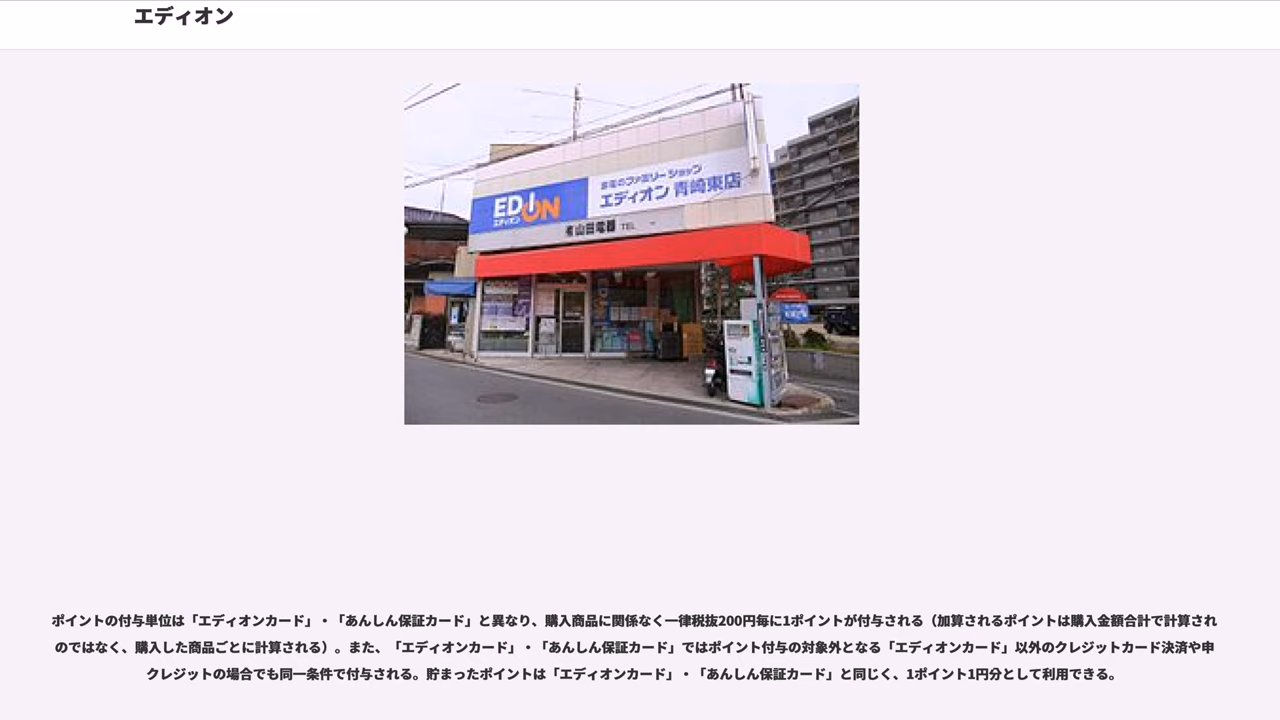 エディオン
家電のファミリーショップ
EDION
エディオン
エディオン 青崎東店
㈲山田電器 TEL
ポイントの付与単位は「エディオンカード」・「あんしん保証カード」と異なり、購入商品に関係なく一律税抜200円毎に1ポイントが付与される（加算されるポイントは購入金額合計で計算され
のではなく、購入した商品ごとに計算される）。また、「エディオンカード」・「あんしん保証カード」ではポイント付与の対象外となる「エディオンカード」以外のクレジットカード決済や申
クレジットの場合でも同一条件で付与される。貯まったポイントは「エディオンカード」・「あんしん保証カード」と同じく、1ポイント1円分として利用できる。